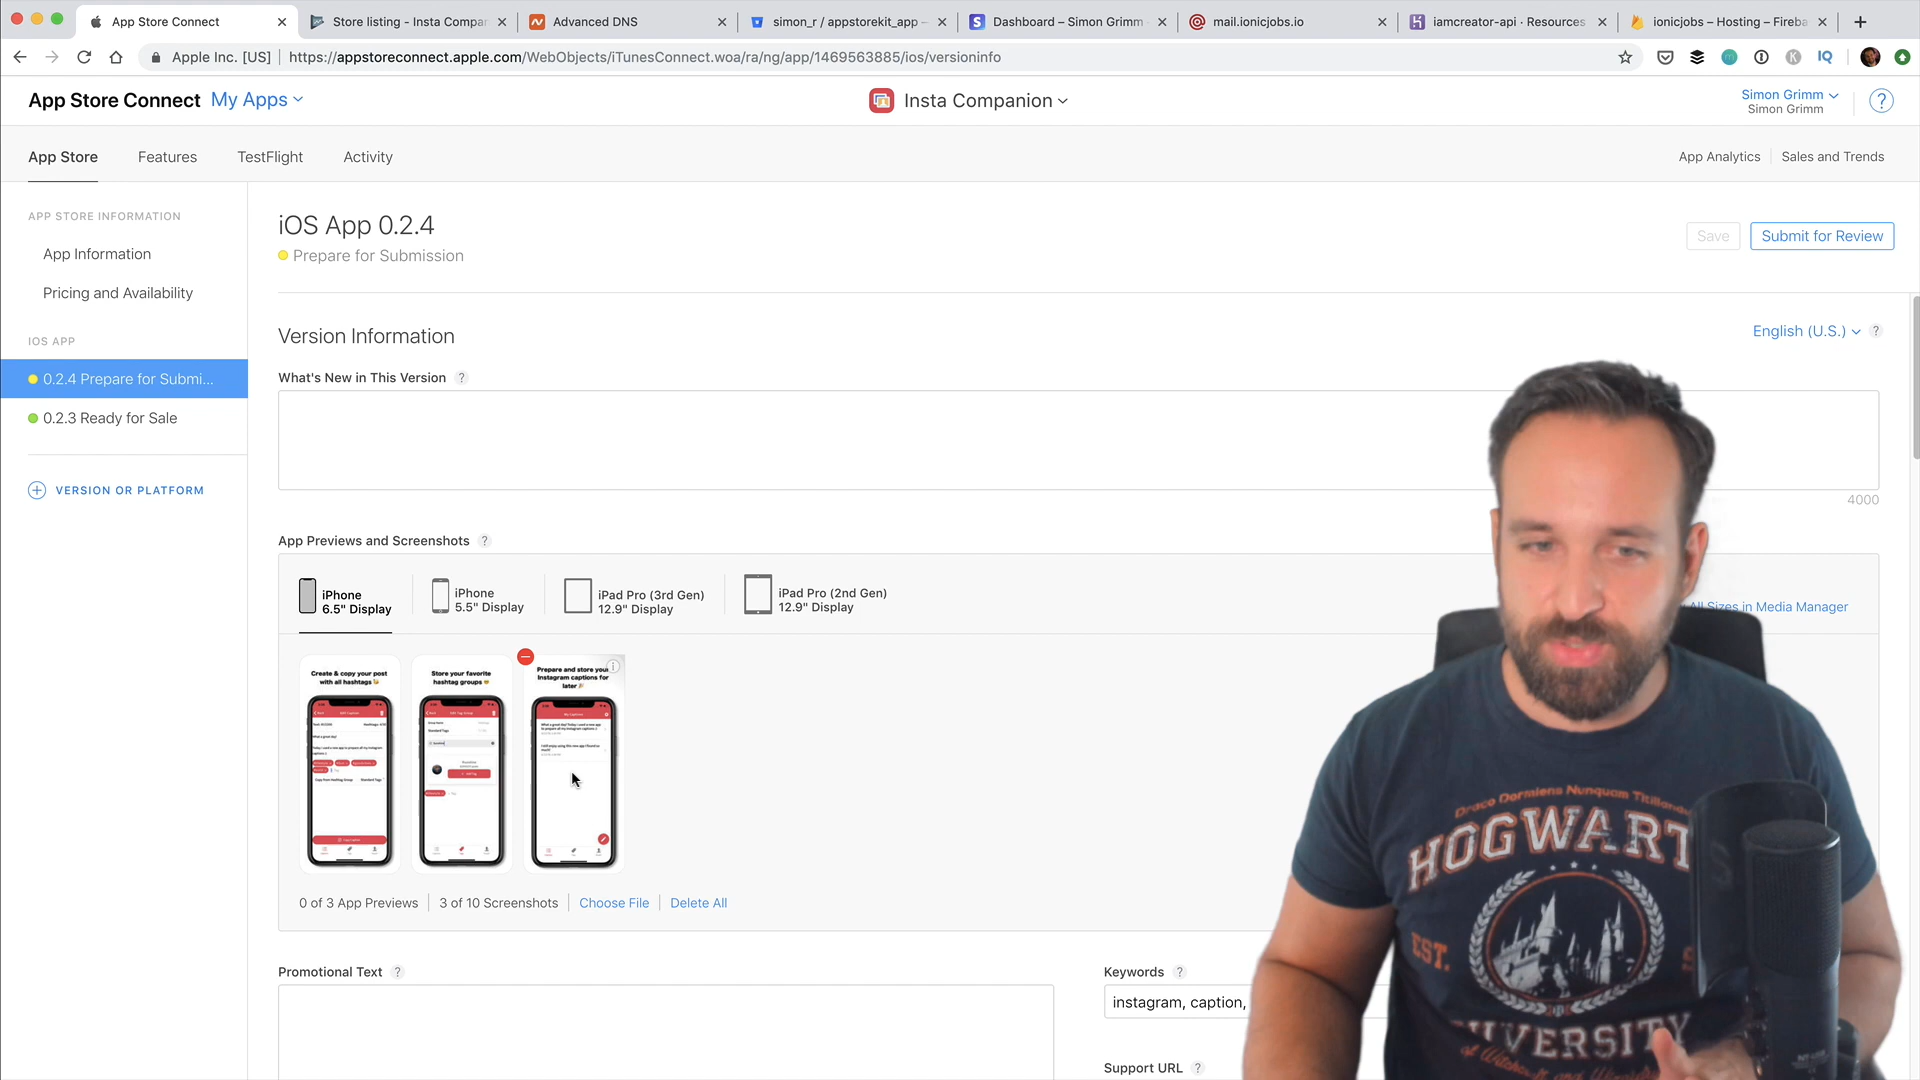 App Store Connect
Store listing - Insta Compan
Advanced DNS
simon_r / appstorekit_app –
Dashboard – Simon Grimm
mail.ionicjobs.io
iamcreator-api · Resources
ionicjobs – Hosting – Fireba
Apple Inc. [US]
https://appstoreconnect.apple.com/WebObjects/iTunesConnect.woa/ra/ng/app/1469563885/ios/versioninfo
App Store Connect My Apps
Insta Companion
Simon Grimm
Simon Grimm
?
App Store
Features
TestFlight
Activity
App Analytics
Sales and Trends
APP STORE INFORMATION
App Information
Pricing and Availability
IOS APP
0.2.4 Prepare for Submi...
0.2.3 Ready for Sale
VERSION OR PLATFORM
iOS App 0.2.4
Prepare for Submission
Save
Submit for Review
Version Information
English (U.S.) ?
What's New in This Version ?
4000
App Previews and Screenshots ?
iPhone
6.5" Display
iPhone
5.5" Display
iPad Pro (3rd Gen)
12.9" Display
iPad Pro (2nd Gen)
12.9" Display
All Sizes in Media Manager
Create & copy your post
with all hashtags
Store your favorite
hashtag groups
Prepare and store your
Instagram captions for
later
0 of 3 App Previews
3 of 10 Screenshots
Choose File
Delete All
Promotional Text ?
Keywords ?
instagram, caption,
Support URL ?
Draco Dormiens Nunquam Titilland
HOGWART
EST.
IVERSITY